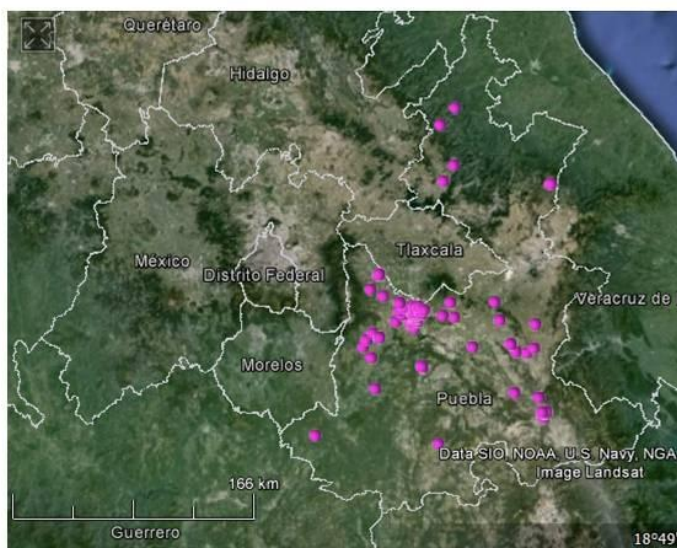 Querétaro
Hidalgo
Tlaxcala
México
Distrito Federal
Veracruz de
Morelos
Puebla
Data SIO, NOAA, U.S. Navy, NGA
Image Landsat
166 km
Guerrero
18°49'